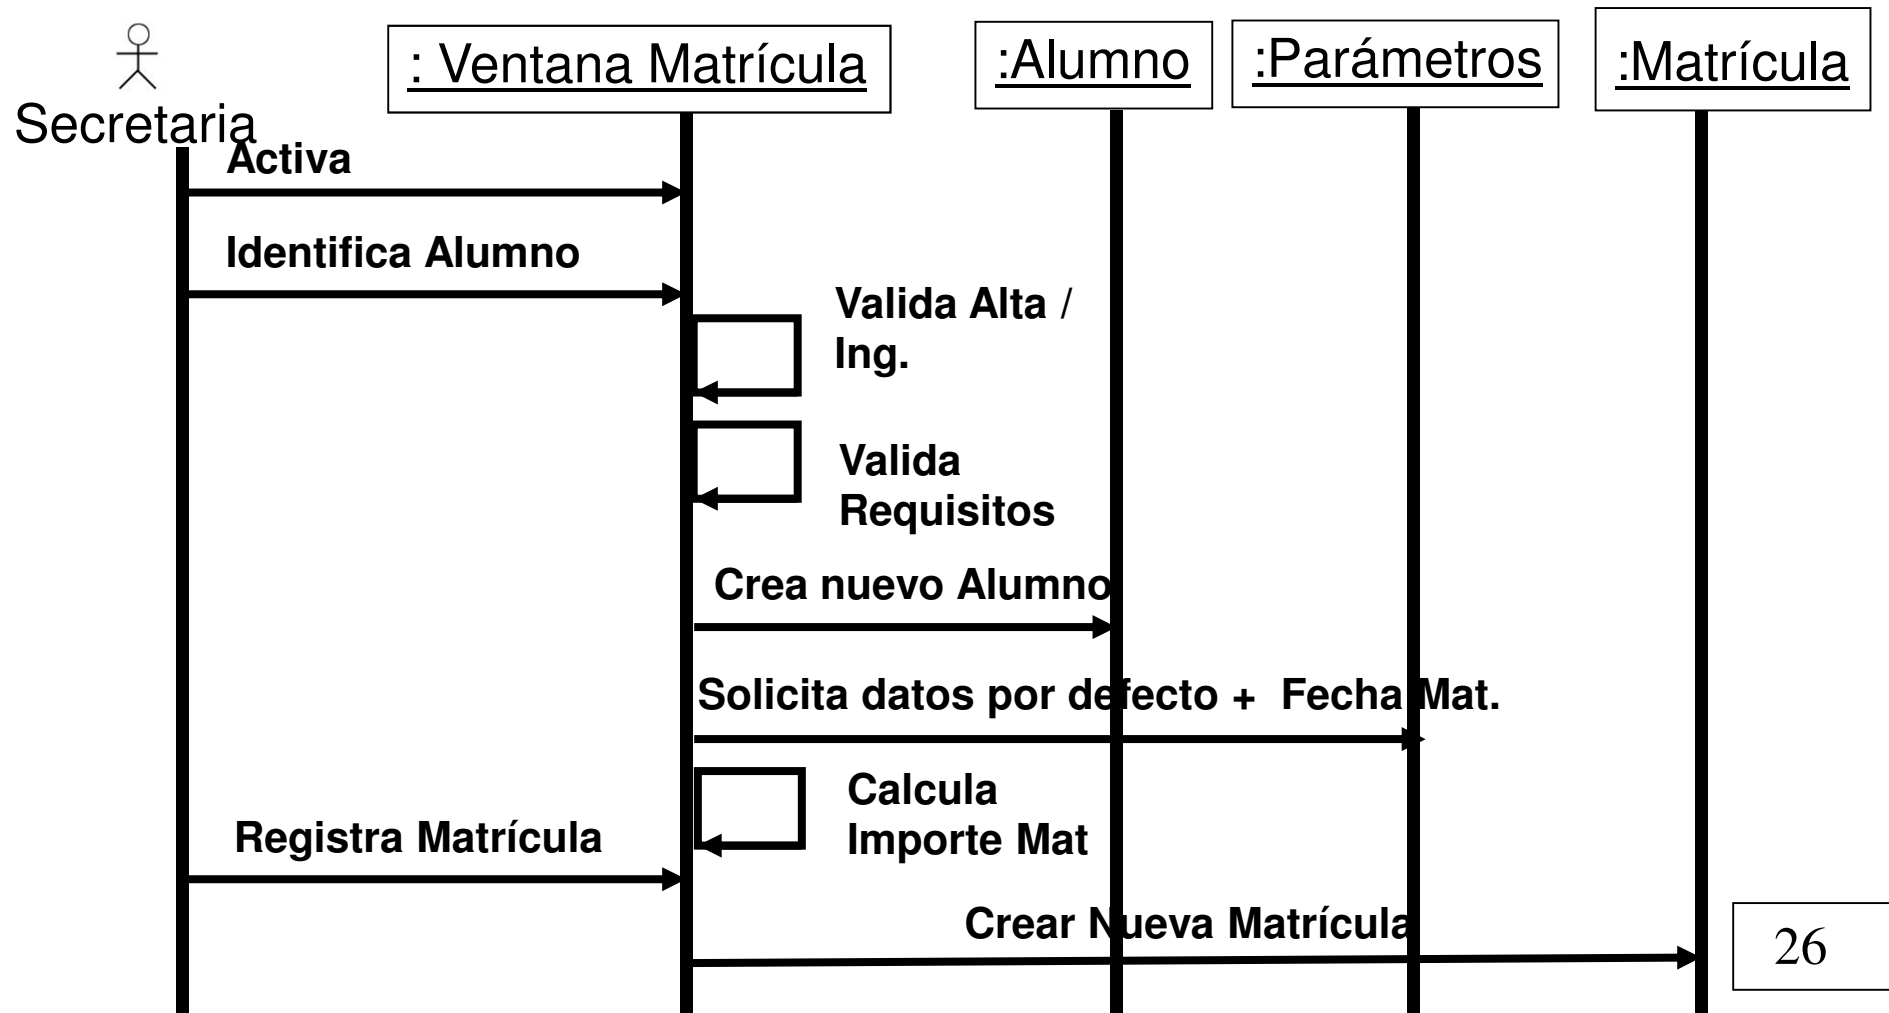 Secretaria
: Ventana Matrícula
:Alumno
:Parámetros
:Matrícula
Activa
Identifica Alumno
Valida Alta /
Ing.
Valida
Requisitos
Crea nuevo Alumno
Solicita datos por defecto + Fecha Mat.
Calcula
Importe Mat
Registra Matrícula
Crear Nueva Matrícula
26